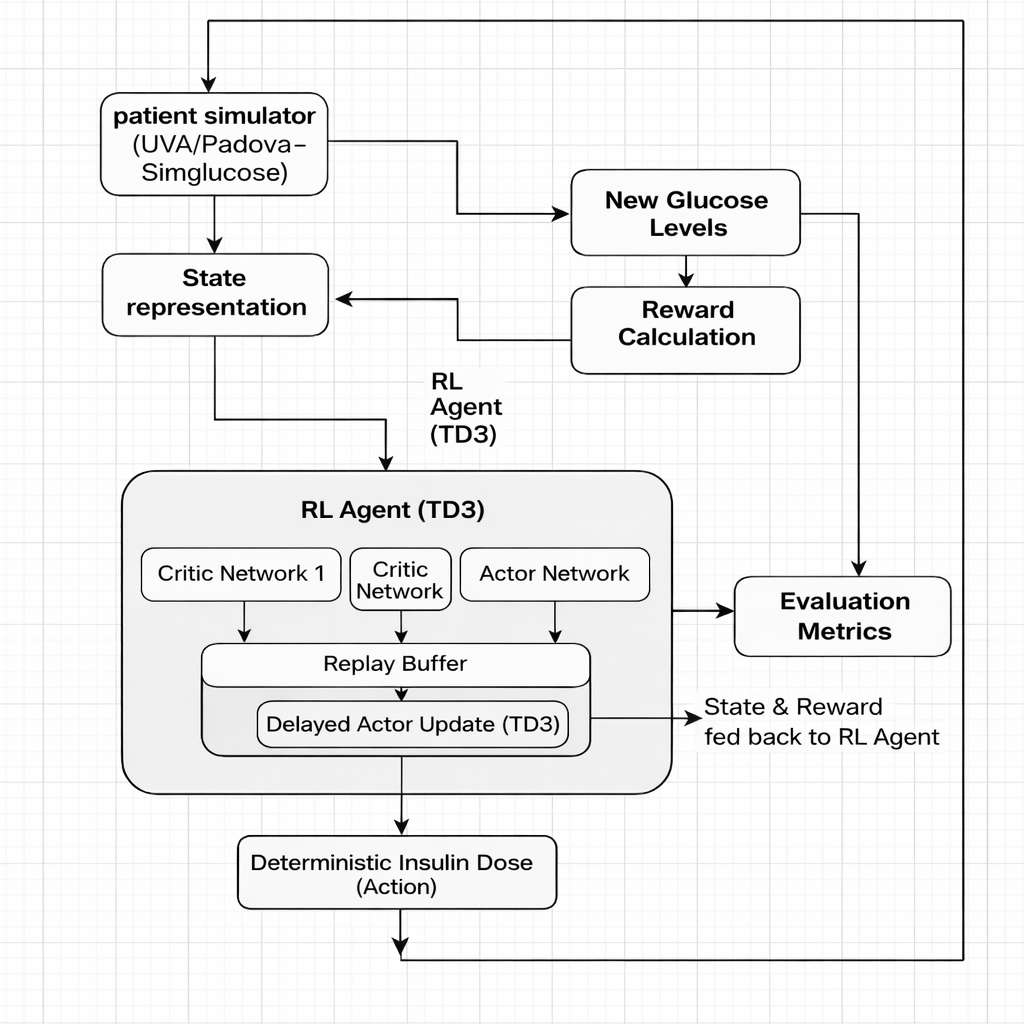 patient simulator
(UVA/Padova–
Simglucose)
New Glucose
Levels
State
representation
Reward
Calculation
RL
Agent
(TD3)
RL Agent (TD3)
Critic Network 1
Critic
Network
Actor Network
Replay Buffer
Delayed Actor Update (TD3)
Evaluation
Metrics
State & Reward
fed back to RL Agent
Deterministic Insulin Dose
(Action)